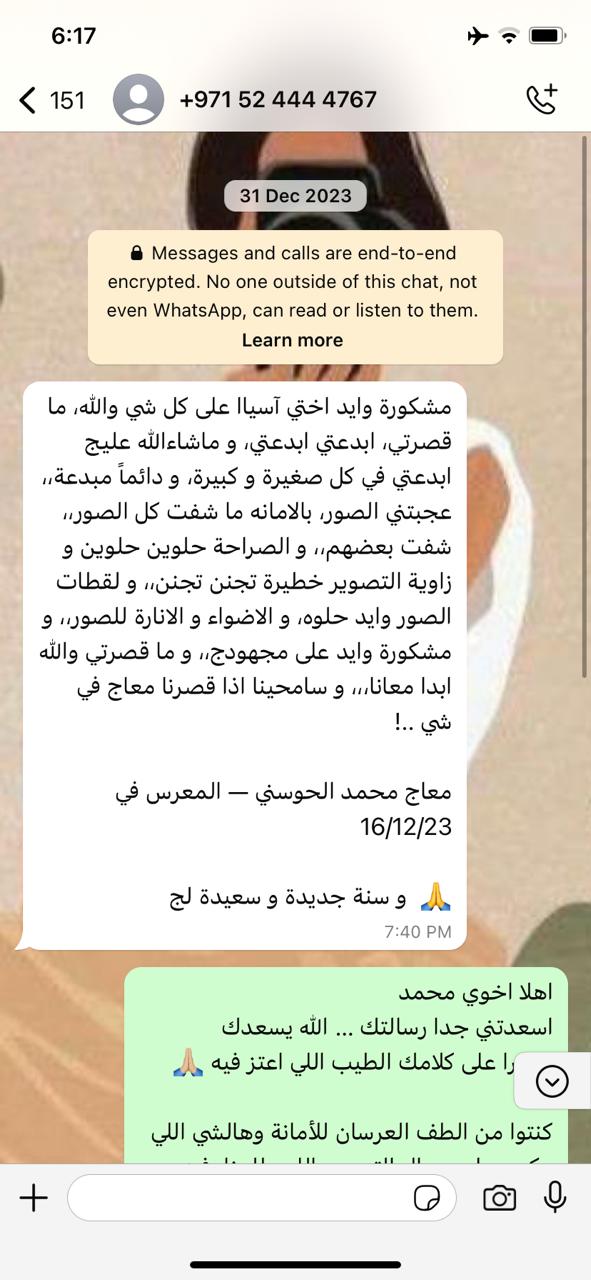 6:17
151
+971 52 444 4767
31 Dec 2023
Messages and calls are end-to-end
encrypted. No one outside of this chat, not
even WhatsApp, can read or listen to them.
Learn more
مشكورة وايد اختي آسياا على كل شي والله، ما
قصرتي، ابدعتي ابدعتي، و ماشاءالله عليج
ابدعتي في كل صغيرة و كبيرة، و دائماً مبدعة،،
عجبتني الصور، بالامانه ما شفت كل الصور،،
شفت بعضهم،، و الصراحة حلوين حلوين و
زاوية التصوير خطيرة تجنن تجنن،، و لقطات
الصور وايد حلوه، و الاضواء و الانارة للصور،، و
مشكورة وايد على مجهودج،، و ما قصرتي والله
ابدا معانا،،، و سامحينا اذا قصرنا معاج في
شي ..!
معاج محمد الحوسني — المعرس في
16/12/23
🙏 و سنة جديدة و سعيدة لج
7:40 PM
اهلا اخوي محمد
اسعدتني جدا رسالتك ... الله يسعدك
على كلامك الطيب اللي اعتز فيه 🙏🏼
كنتوا من الطف العرسان للأمانة وهالشي اللي